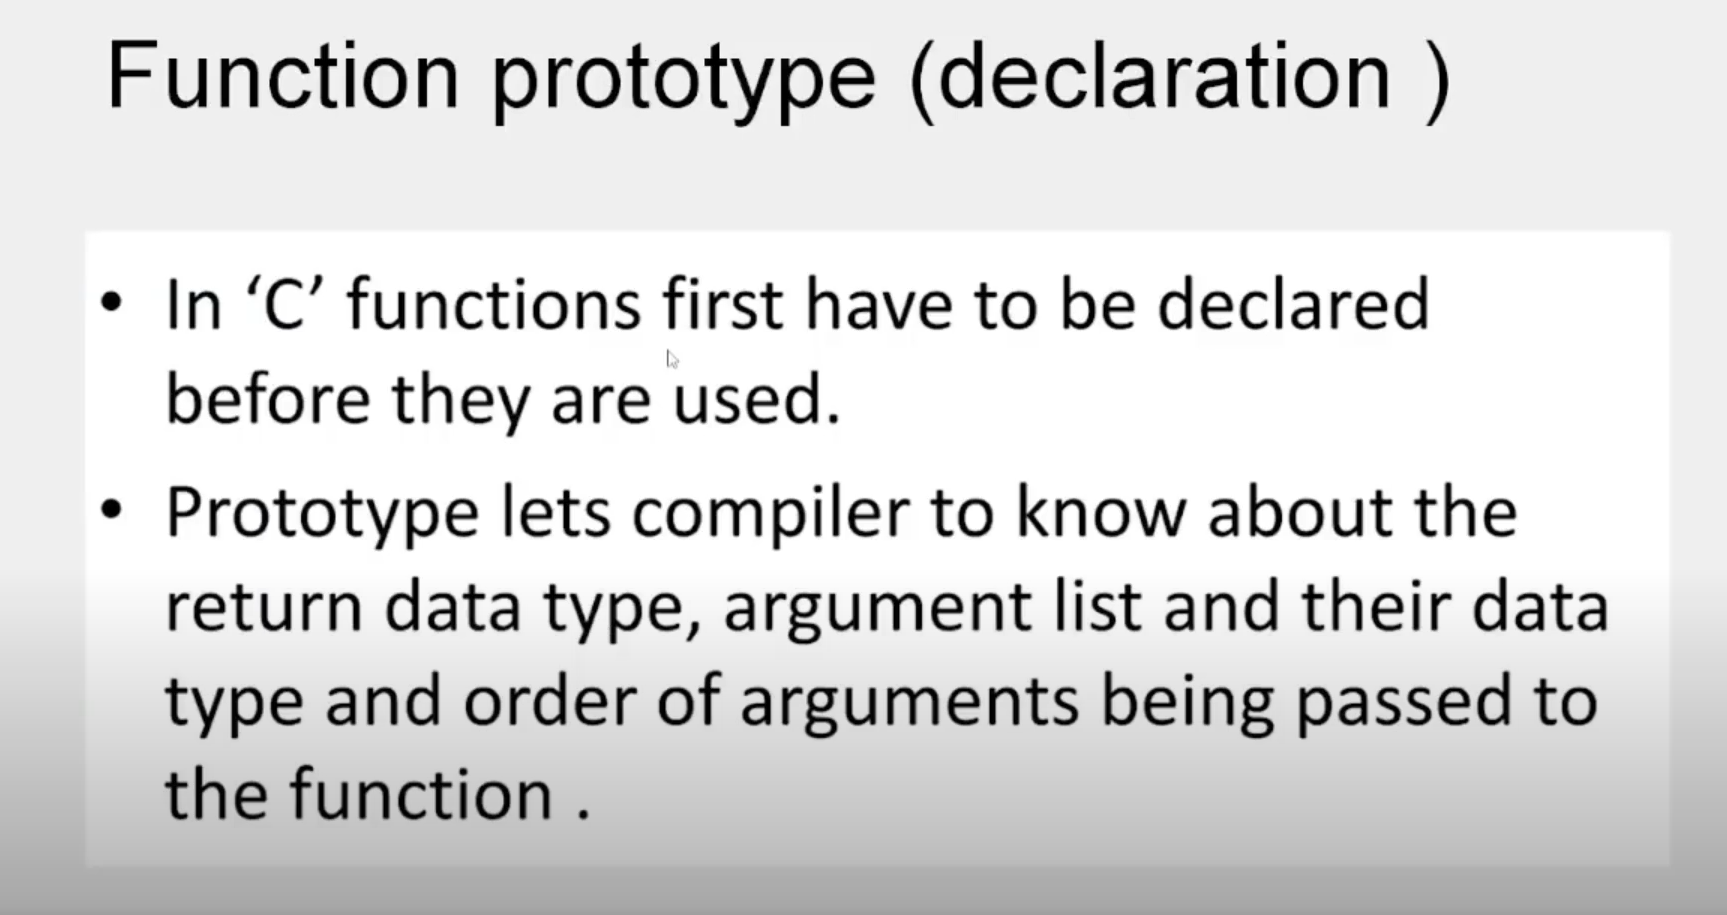 Function prototype (declaration )
• In ‘C’ functions first have to be declared
before they are used.
• Prototype lets compiler to know about the
return data type, argument list and their data
type and order of arguments being passed to
the function .